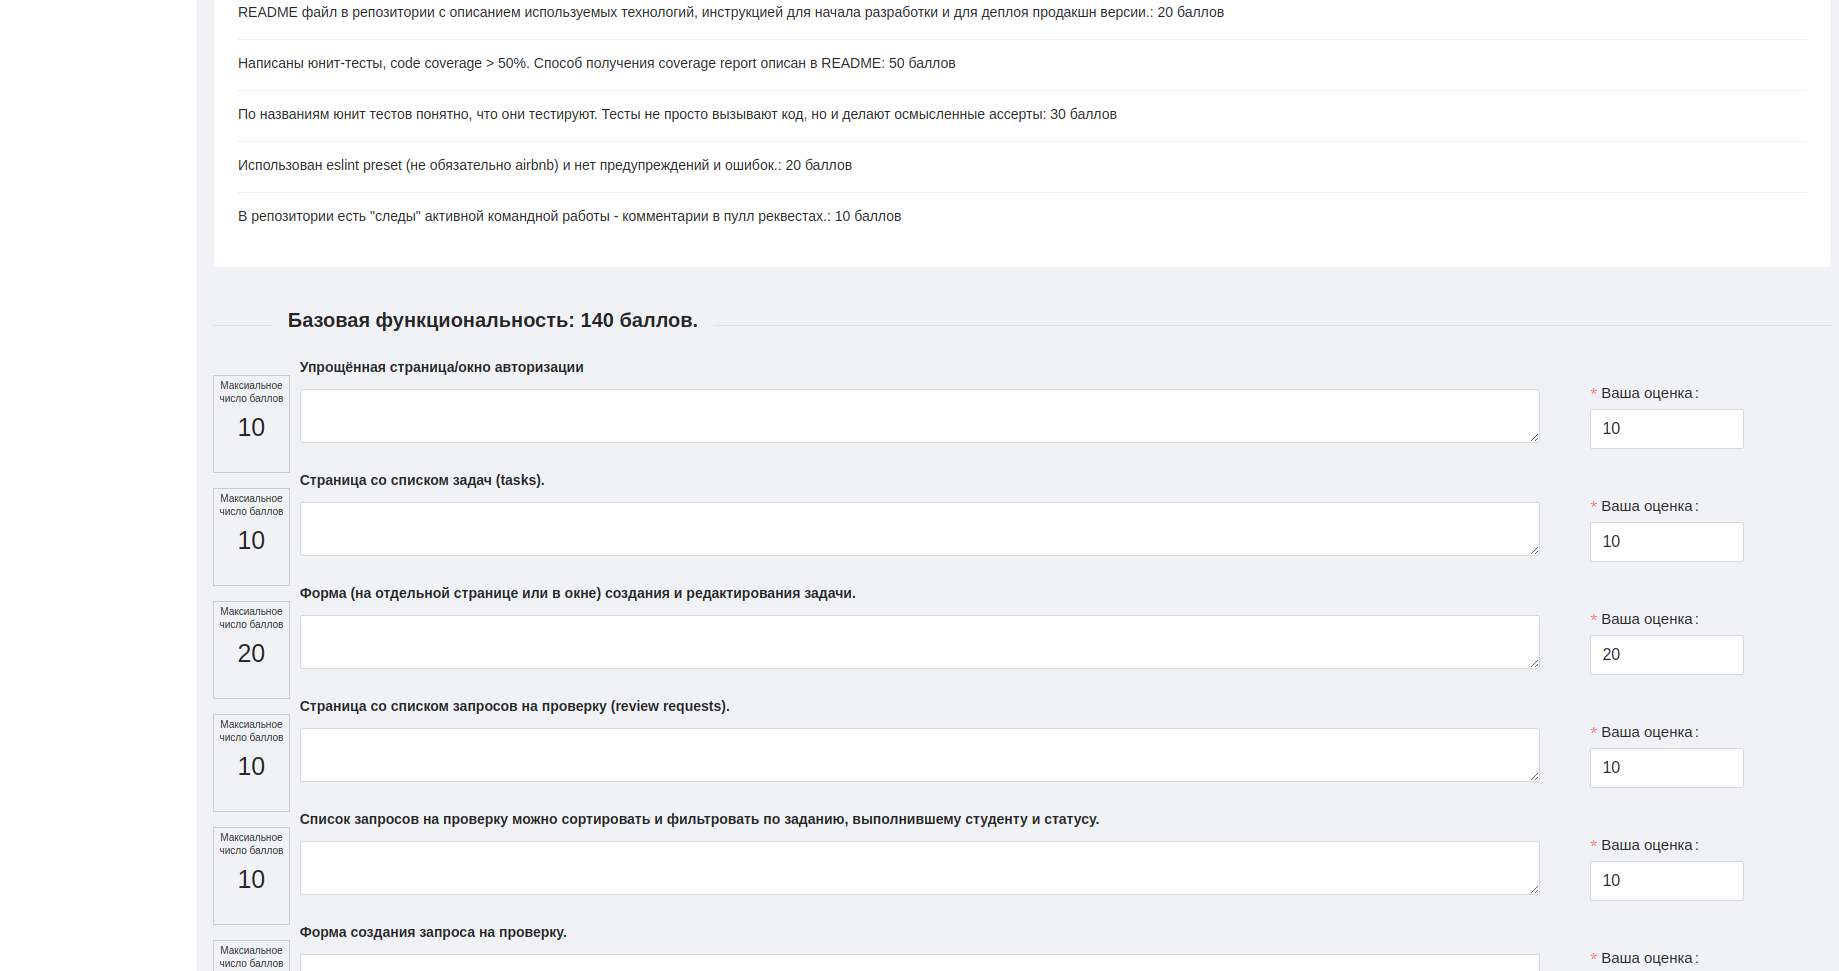 README файл в репозитории с описанием используемых технологий, инструкцией для начала разработки и для деплоя продакшн версии.: 20 баллов
Написаны юнит-тесты, code coverage > 50%. Способ получения coverage report описан в README: 50 баллов
По названиям юнит тестов понятно, что они тестируют. Тесты не просто вызывают код, но и делают осмысленные ассерты: 30 баллов
Использован eslint preset (не обязательно airbnb) и нет предупреждений и ошибок.: 20 баллов
В репозитории есть "следы" активной командной работы - комментарии в пулл реквестах.: 10 баллов
Базовая функциональность: 140 баллов.
Упрощённая страница/окно авторизации
Максиальное
число баллов
10
* Ваша оценка:
10
Страница со списком задач (tasks).
Максиальное
число баллов
10
* Ваша оценка:
10
Форма (на отдельной странице или в окне) создания и редактирования задачи.
Максиальное
число баллов
20
* Ваша оценка:
20
Страница со списком запросов на проверку (review requests).
Максиальное
число баллов
10
* Ваша оценка:
10
Список запросов на проверку можно сортировать и фильтровать по заданию, выполнившему студенту и статусу.
Максиальное
число баллов
10
* Ваша оценка:
10
Форма создания запроса на проверку.
Максиальное
число баллов
* Ваша оценка: